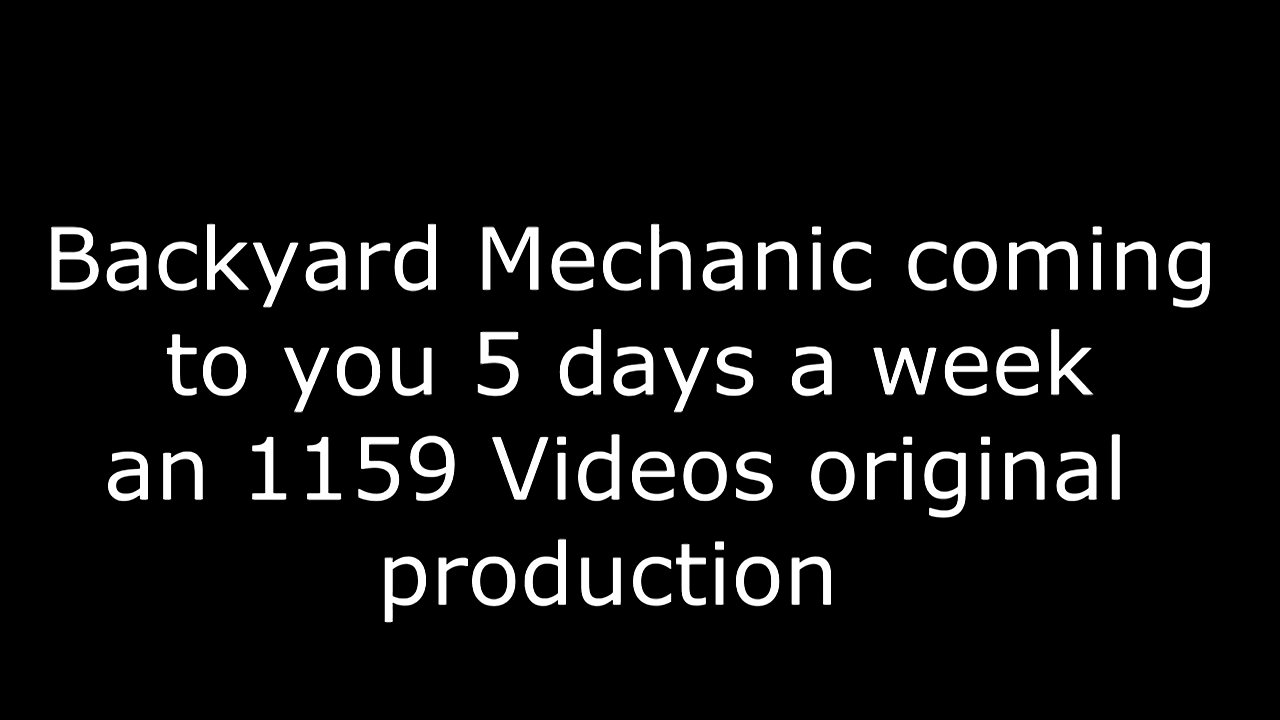 Backyard Mechanic coming
to you 5 days a week
an 1159 Videos original
production